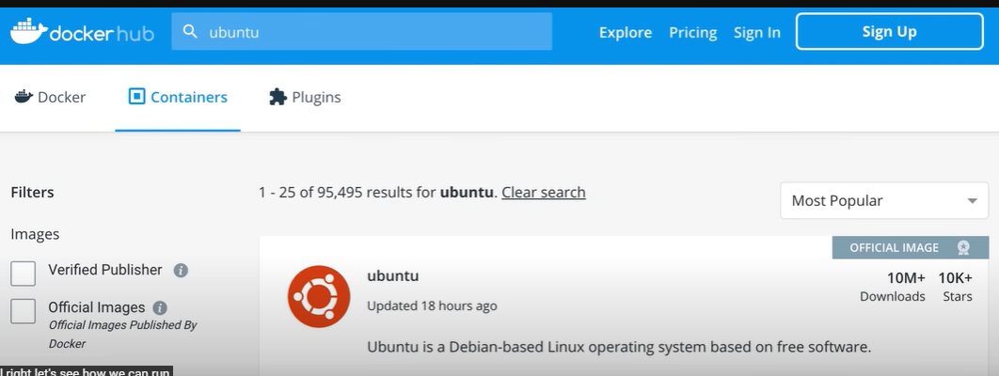 dockerhub
ubuntu
Explore Pricing Sign In Sign Up
Docker Containers Plugins
Filters
1 - 25 of 95,495 results for ubuntu. Clear search
Most Popular
Images
OFFICIAL IMAGE
Verified Publisher
ubuntu
10M+ 10K+
Downloads Stars
Updated 18 hours ago
Official Images
Official Images Published By
Docker
Ubuntu is a Debian-based Linux operating system based on free software.
right let's see how we can run